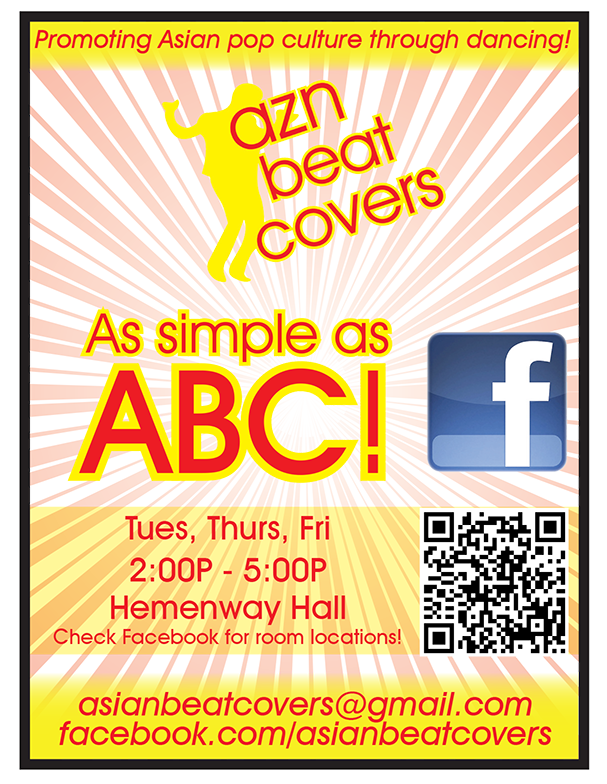 Promoting Asian pop culture through dancing!
azn
beat
covers
As simple as
ABC!
f
Tues, Thurs, Fri
2:00P - 5:00P
Hemenway Hall
Check Facebook for room locations!
asianbeatcovers@gmail.com
facebook.com/asianbeatcovers